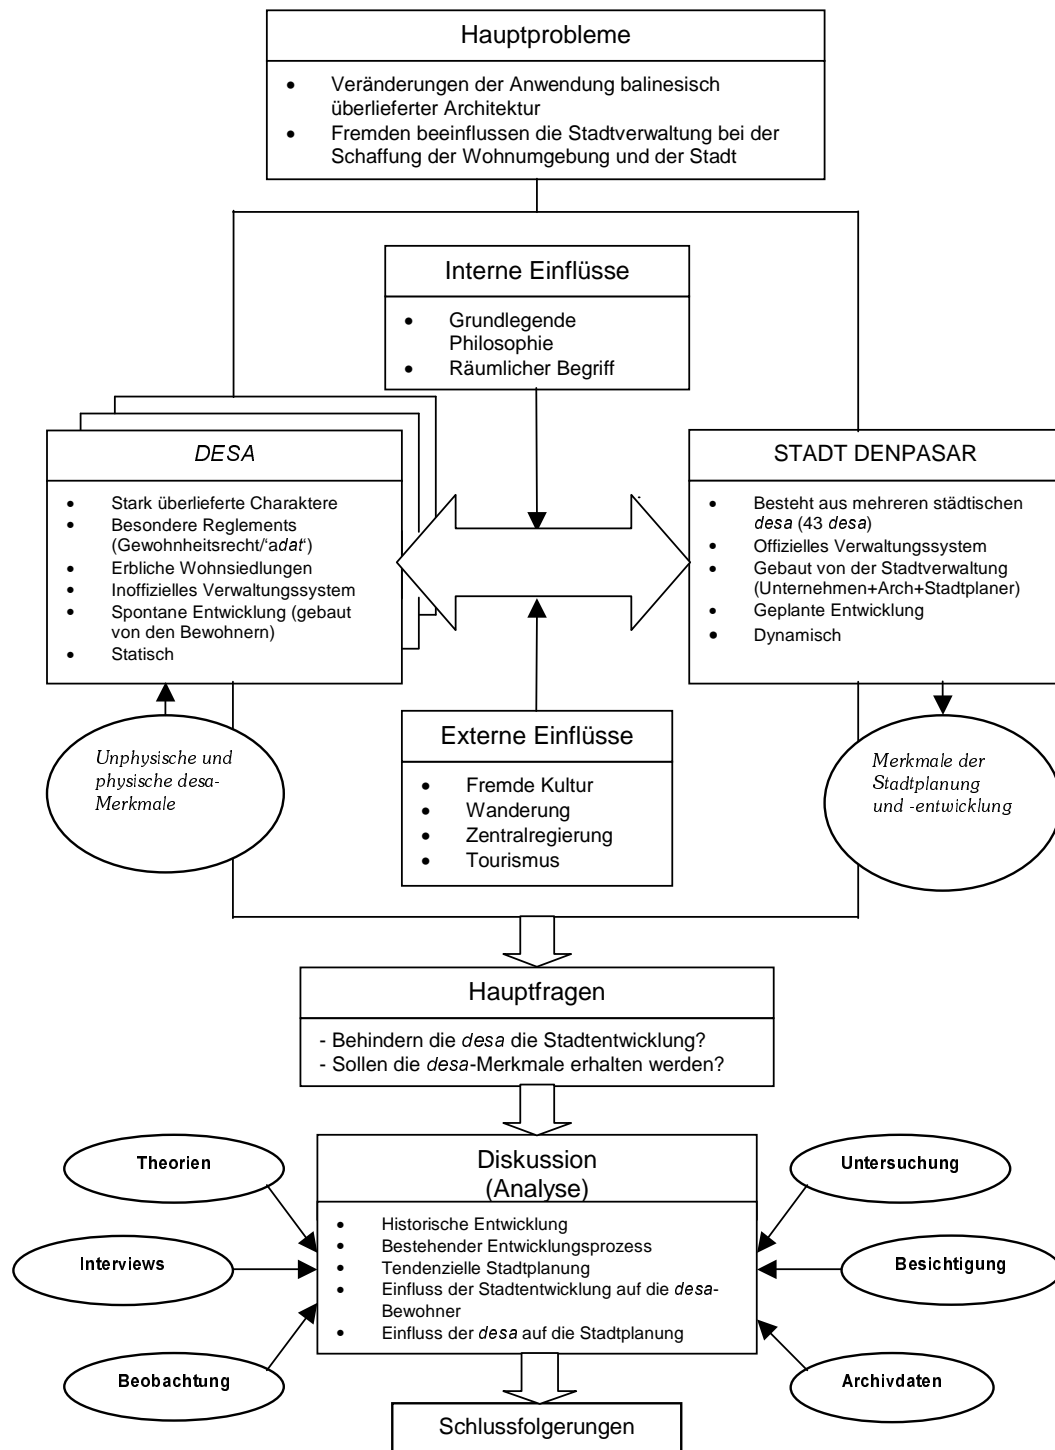 Hauptprobleme
• Veränderungen der Anwendung balinesisch
überlieferter Architektur
• Fremden beeinflussen die Stadtverwaltung bei der
Schaffung der Wohnumgebung und der Stadt
Interne Einflüsse
• Grundlegende
Philosophie
• Räumlicher Begriff
DESA
• Stark überlieferte Charaktere
• Besondere Reglements
(Gewohnheitsrecht/‘adat‘)
• Erbliche Wohnsiedlungen
• Inoffizielles Verwaltungssystem
• Spontane Entwicklung (gebaut
von den Bewohnern)
• Statisch
STADT DENPASAR
• Besteht aus mehreren städtischen
desa (43 desa)
• Offizielles Verwaltungssystem
• Gebaut von der Stadtverwaltung
(Unternehmen+Arch+Stadtplaner)
• Geplante Entwicklung
• Dynamisch
Unphysische und
physische desa-
Merkmale
Externe Einflüsse
• Fremde Kultur
• Wanderung
• Zentralregierung
• Tourismus
Merkmale der
Stadtplanung
und -entwicklung
Hauptfragen
- Behindern die desa die Stadtentwicklung?
- Sollen die desa-Merkmale erhalten werden?
Theorien
Interviews
Beobachtung
Diskussion
(Analyse)
• Historische Entwicklung
• Bestehender Entwicklungsprozess
• Tendenzielle Stadtplanung
• Einfluss der Stadtentwicklung auf die desa-
Bewohner
• Einfluss der desa auf die Stadtplanung
Untersuchung
Besichtigung
Archivdaten
Schlussfolgerungen